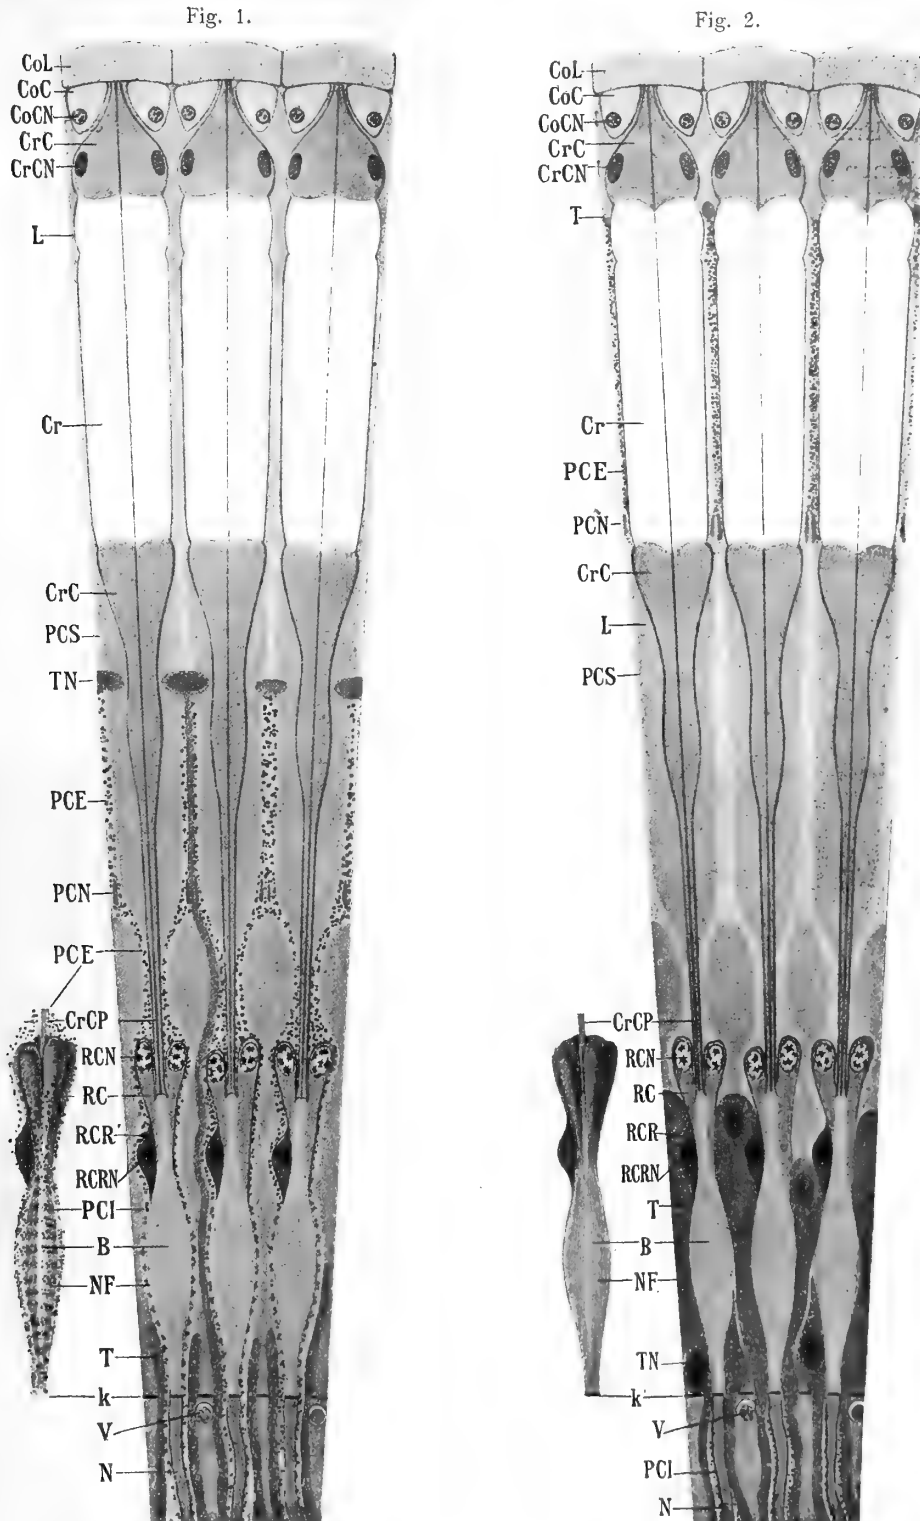 Fig. 1.
CoL
CoC
CoCN
CrC
CrCN
L
Cr
CrC
PCS
TN
PCE
PCN
PCE
CrCP
RCN
RC
RCR
RCRN
PCI
B
NF
T
k
V
N
Fig. 2.
CoL
CoC
CoCN
CrC
CrCN
T
Cr
PCE
PCN
CrC
L
PCS
CrCP
RCN
RC
RCR
RCRN
T
B
NF
TN
k
V
PCI
N